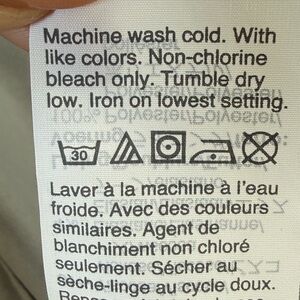 Machine wash cold. With
like colors. Non-chlorine
bleach only. Tumble dry
low. Iron on lowest setting.
30
Laver à la machine à l'eau
froide. Avec des couleurs
similaires. Agent de
blanchiment non chloré
seulement. Sécher au
sèche-linge au cycle doux.